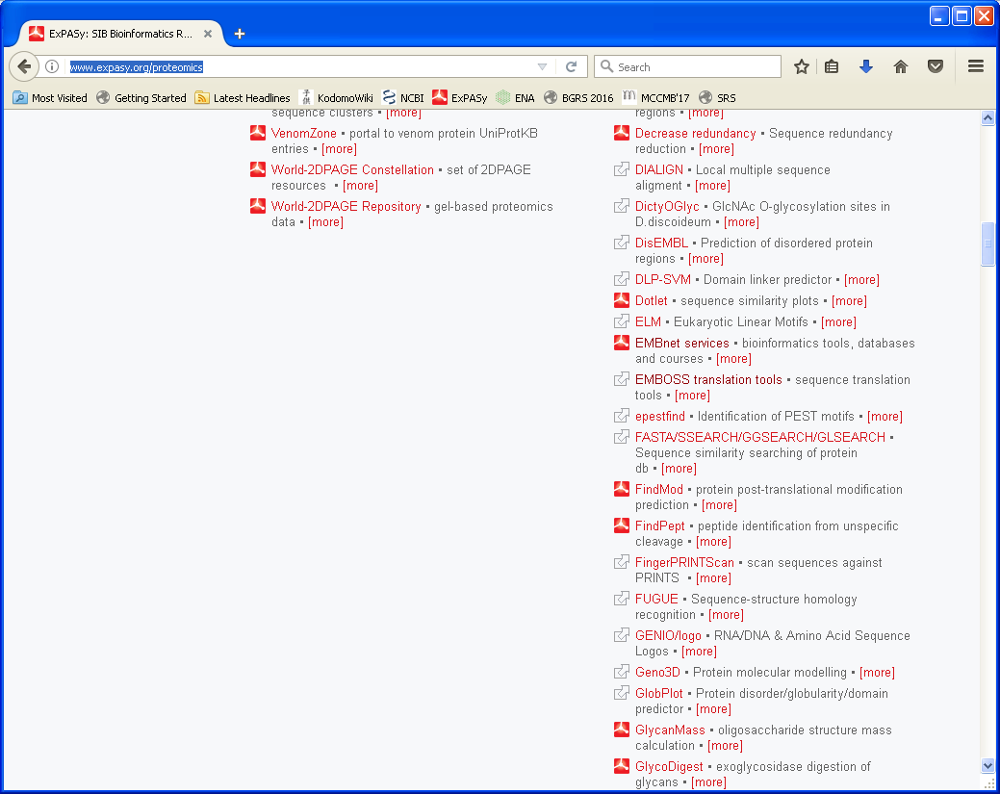 ExPASy: SIB Bioinformatics R...
www.expasy.org/proteomics
Search
Most Visited Getting Started Latest Headlines KodomoWiki NCBI ExPASy ENA BGRS 2016 MCCMB'17 SRS
sequence clusters • [more]
VenomZone • portal to venom protein UniProtKB
entries • [more]
World-2DPAGE Constellation • set of 2DPAGE
resources • [more]
World-2DPAGE Repository • gel-based proteomics
data • [more]
regions • [more]
Decrease redundancy • Sequence redundancy
reduction • [more]
DIALIGN • Local multiple sequence
aligment • [more]
DictyOGlyc • GlcNAc O-glycosylation sites in
D.discoideum • [more]
DisEMBL • Prediction of disordered protein
regions • [more]
DLP-SVM • Domain linker predictor • [more]
Dotlet • sequence similarity plots • [more]
ELM • Eukaryotic Linear Motifs • [more]
EMBnet services • bioinformatics tools, databases
and courses • [more]
EMBOSS translation tools • sequence translation
tools • [more]
epestfind • Identification of PEST motifs • [more]
FASTA/SSEARCH/GGSEARCH/GLSEARCH •
Sequence similarity searching of protein
db • [more]
FindMod • protein post-translational modification
prediction • [more]
FindPept • peptide identification from unspecific
cleavage • [more]
FingerPRINTScan • scan sequences against
PRINTS • [more]
FUGUE • Sequence-structure homology
recognition • [more]
GENIO/logo • RNA/DNA & Amino Acid Sequence
Logos • [more]
Geno3D • Protein molecular modelling • [more]
GlobPlot • Protein disorder/globularity/domain
predictor • [more]
GlycanMass • oligosaccharide structure mass
calculation • [more]
GlycoDigest • exoglycosidase digestion of
glycans • [more]